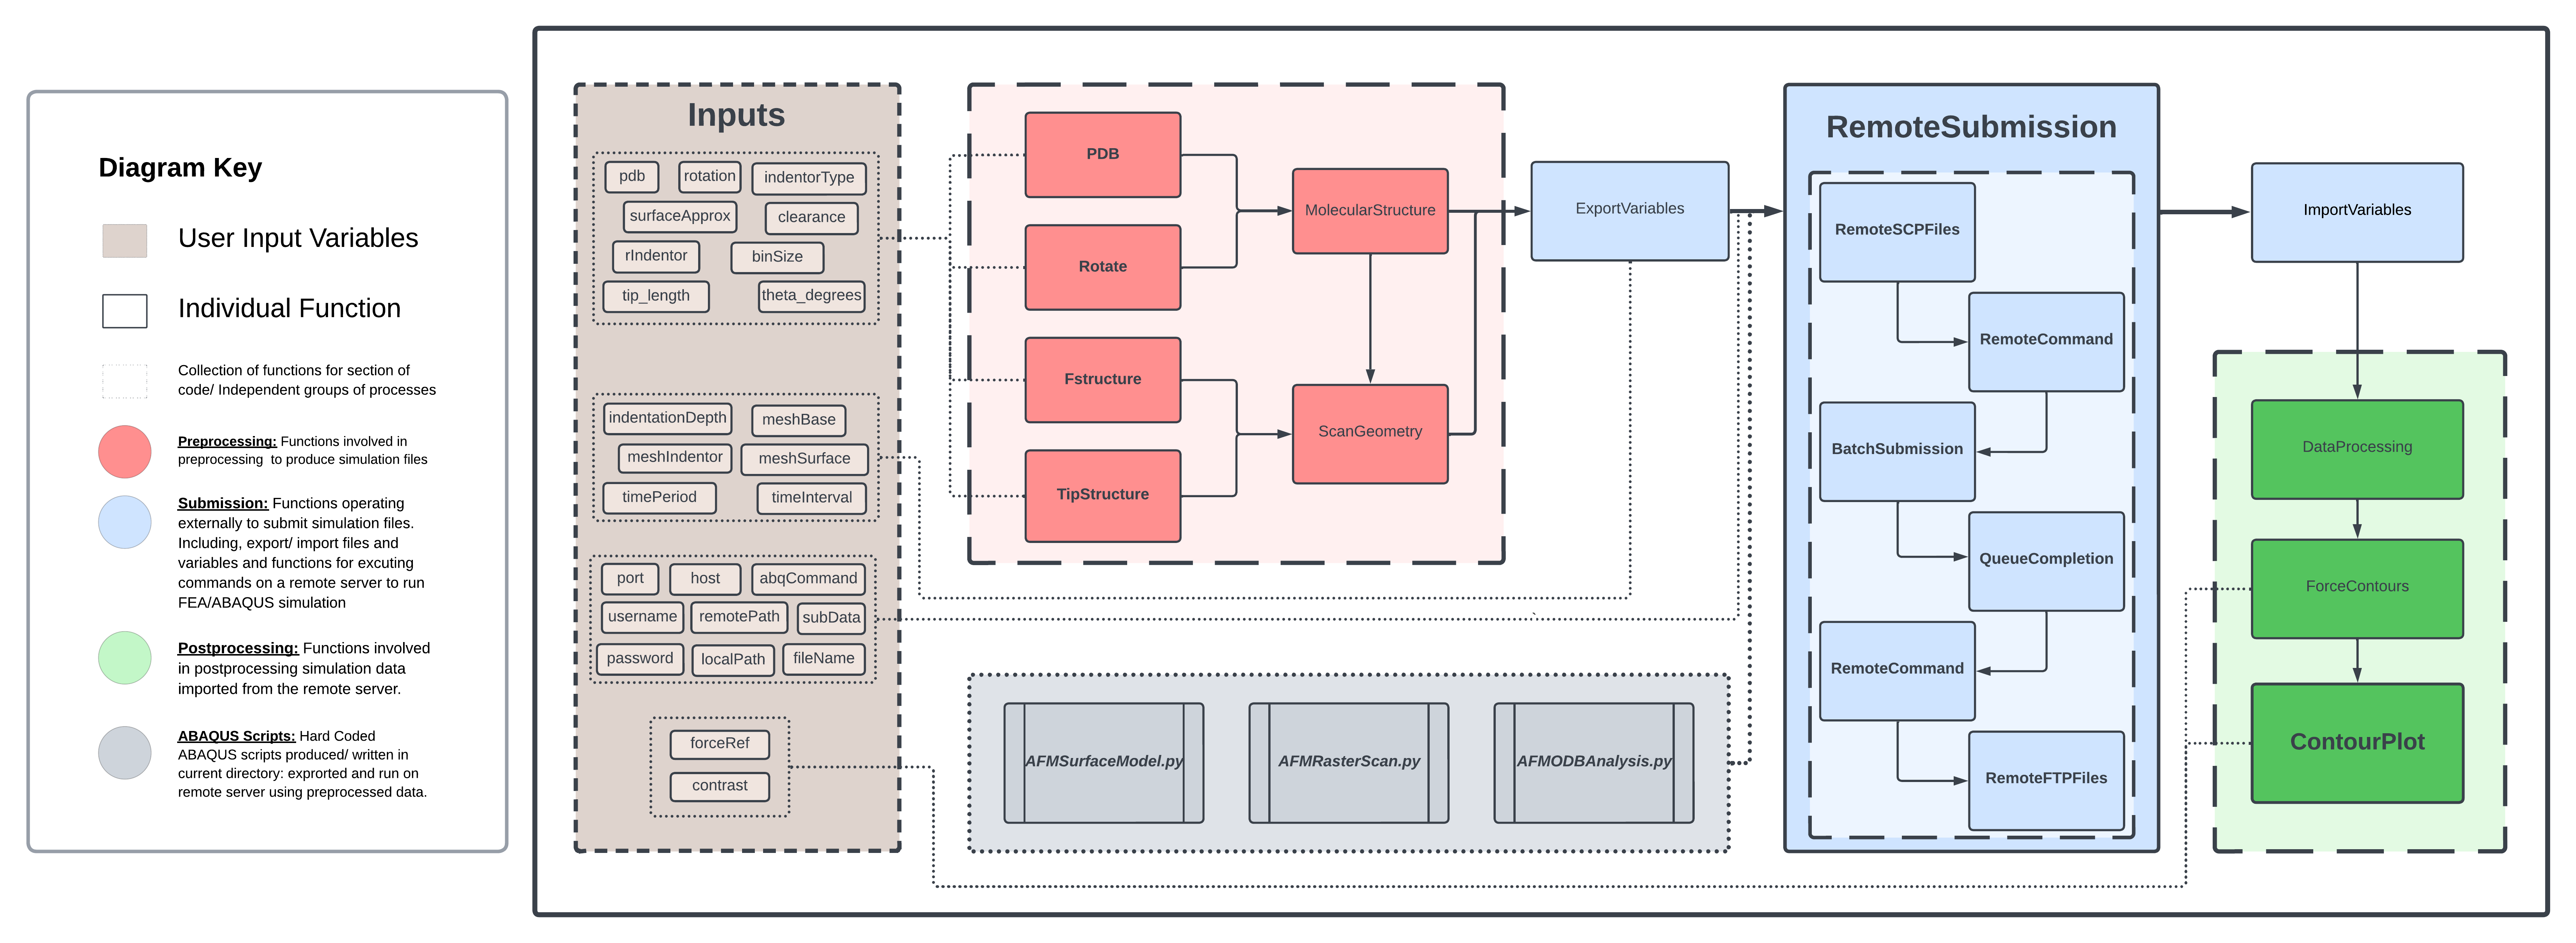 Diagram Key
User Input Variables
Individual Function
Collection of functions for section of
code/ Independent groups of processes
Preprocessing: Functions involved in
preprocessing to produce simulation files
Submission: Functions operating
externally to submit simulation files.
Including, export/ import files and
variables and functions for excuting
commands on a remote server to run
FEA/ABAQUS simulation
Postprocessing: Functions involved
in postprocessing simulation data
imported from the remote server.
ABAQUS Scripts: Hard Coded
ABAQUS scripts produced/ written in
current directory: exprorted and run on
remote server using preprocessed data.
Inputs
pdb
rotation
indentorType
surfaceApprox
clearance
rIndentor
binSize
tip_length
theta_degrees
indentationDepth
meshBase
meshIndentor
meshSurface
timePeriod
timeInterval
port
host
abqCommand
username
remotePath
subData
password
localPath
fileName
forceRef
contrast
PDB
Rotate
Fstructure
TipStructure
MolecularStructure
ScanGeometry
ExportVariables
AFMSurfaceModel.py
AFMRasterScan.py
AFMODBAnalysis.py
RemoteSubmission
RemoteSCPFiles
RemoteCommand
BatchSubmission
QueueCompletion
RemoteCommand
RemoteFTPFiles
ImportVariables
DataProcessing
ForceContours
ContourPlot